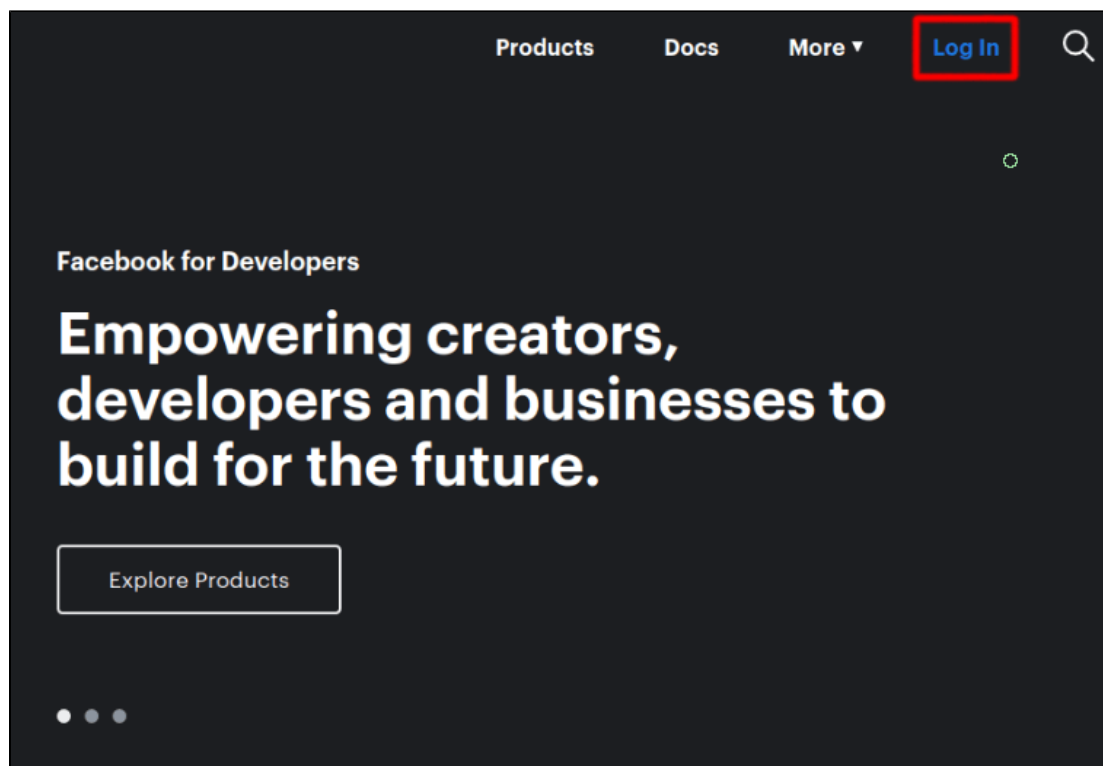 Products Docs More ▾ Log In
Facebook for Developers
Empowering creators,
developers and businesses to
build for the future.
Explore Products